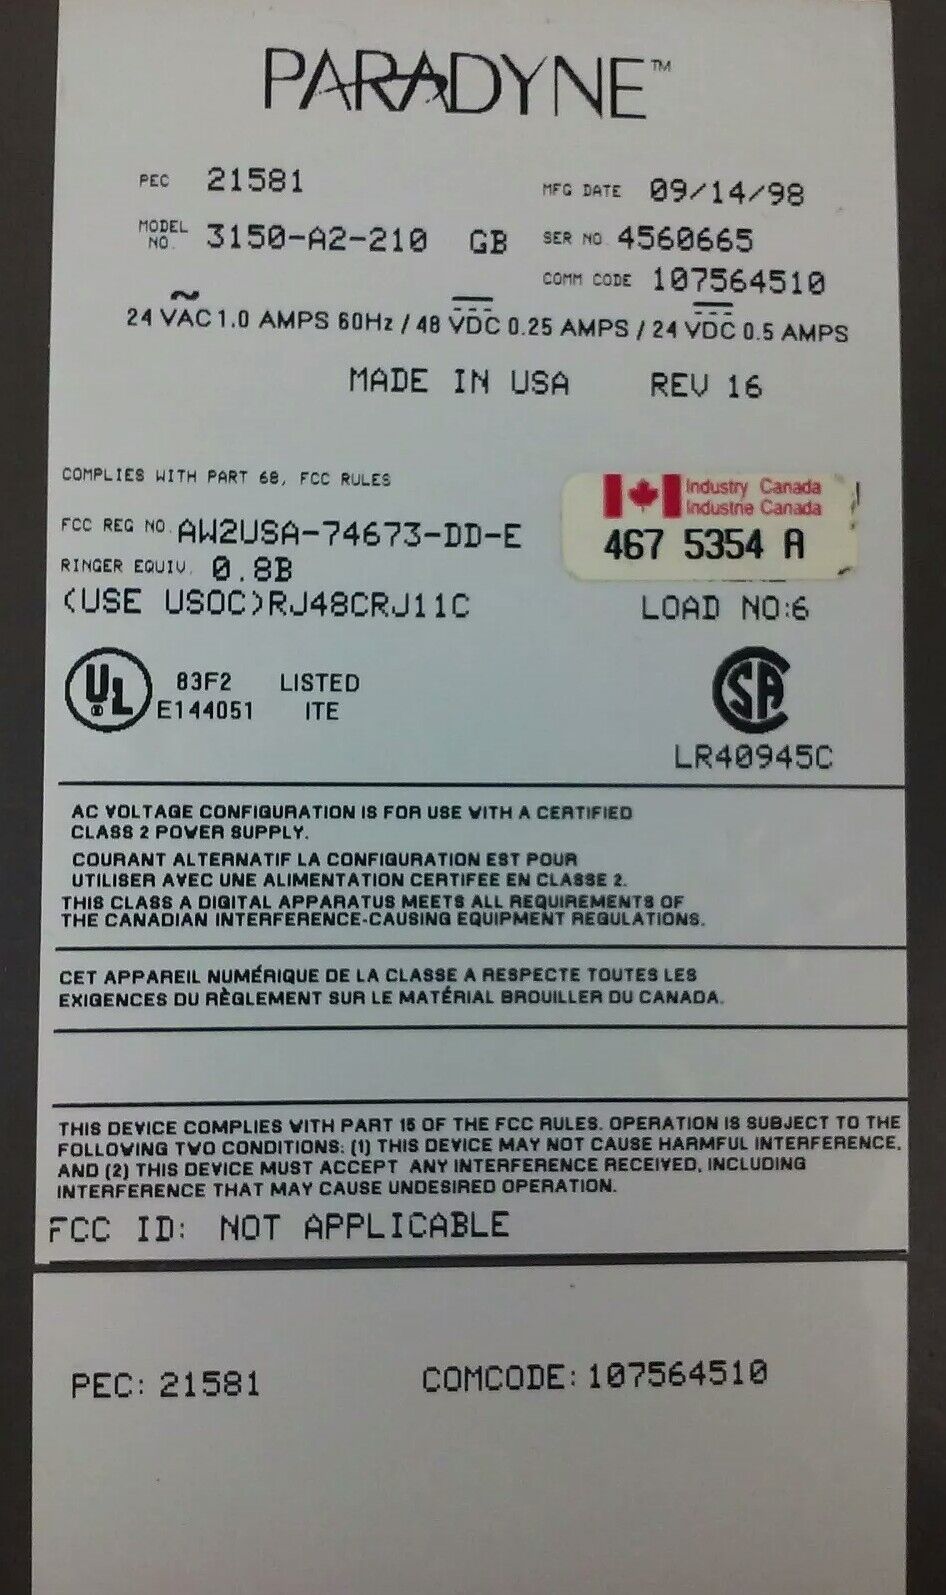 PARADYNE™
PEC 21581
MFG DATE 09/14/98
MODEL NO. 3150-A2-210 GB
SER NO 4560665
COMM CODE 107564510
24 VAC 1.0 AMPS 60Hz / 48 VDC 0.25 AMPS / 24 VDC 0.5 AMPS
MADE IN USA REV 16
COMPLIES WITH PART 68, FCC RULES
Industry Canada
Industrie Canada
467 5354 A
FCC REG NO. AW2USA-74673-DD-E
RINGER EQUIV. 0.8B
(USE USOC)RJ48CRJ11C
LOAD NO:6
UL ® 83F2 LISTED
E144051 ITE
SA
LR40945C
AC VOLTAGE CONFIGURATION IS FOR USE WITH A CERTIFIED
CLASS 2 POWER SUPPLY.
COURANT ALTERNATIF LA CONFIGURATION EST POUR
UTILISER AVEC UNE ALIMENTATION CERTIFEE EN CLASSE 2.
THIS CLASS A DIGITAL APPARATUS MEETS ALL REQUIREMENTS OF
THE CANADIAN INTERFERENCE-CAUSING EQUIPMENT REGULATIONS.
CET APPAREIL NUMÉRIQUE DE LA CLASSE A RESPECTE TOUTES LES
EXIGENCES DU RÈGLEMENT SUR LE MATÉRIAL BROUILLER DU CANADA.
THIS DEVICE COMPLIES WITH PART 15 OF THE FCC RULES. OPERATION IS SUBJECT TO THE
FOLLOWING TWO CONDITIONS: (1) THIS DEVICE MAY NOT CAUSE HARMFUL INTERFERENCE,
AND (2) THIS DEVICE MUST ACCEPT ANY INTERFERENCE RECEIVED, INCLUDING
INTERFERENCE THAT MAY CAUSE UNDESIRED OPERATION.
FCC ID: NOT APPLICABLE
PEC: 21581
COMCODE: 107564510